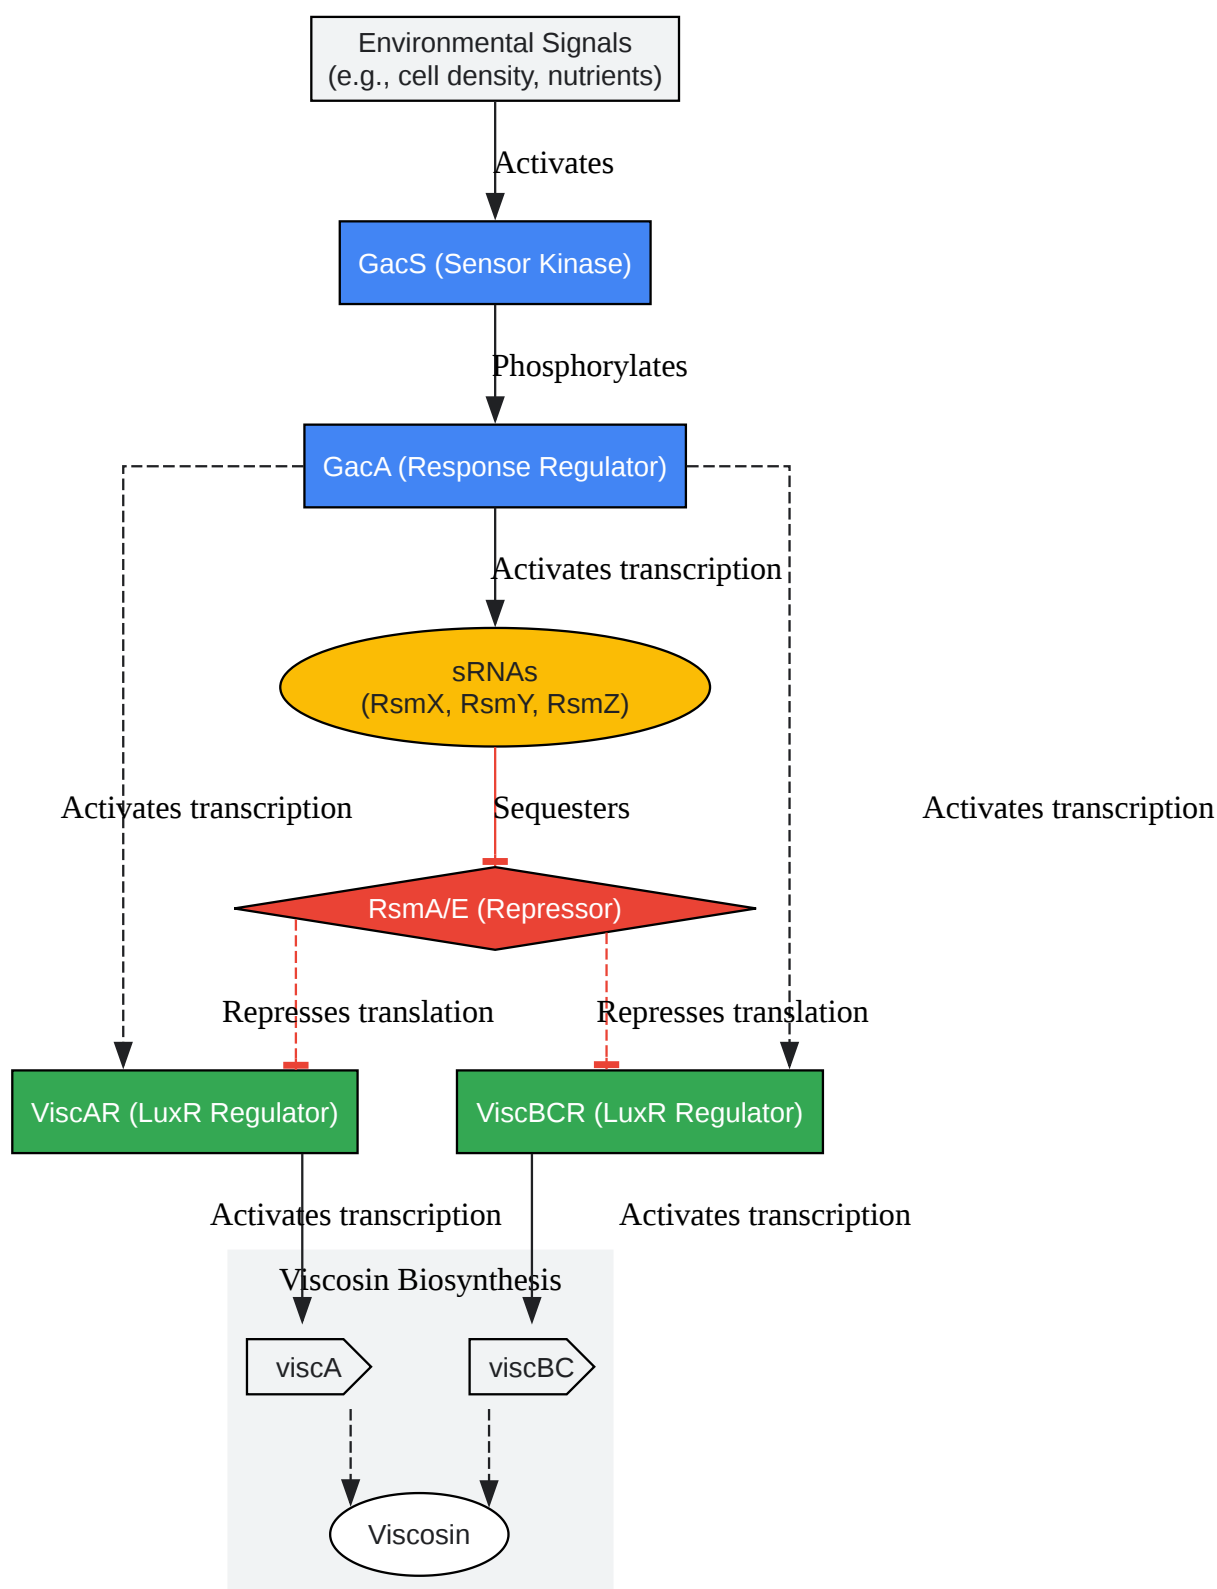 Environmental Signals
(e.g., cell density, nutrients)
Activates
GacS (Sensor Kinase)
Phosphorylates
GacA (Response Regulator)
Activates transcription
sRNAs
(RsmX, RsmY, RsmZ)
Activates transcription
Sequesters
Activates transcription
RsmA/E (Repressor)
Represses translation
Represses translation
ViscAR (LuxR Regulator)
ViscBCR (LuxR Regulator)
Activates transcription
Activates transcription
Viscosin Biosynthesis
viscA
viscBC
Viscosin